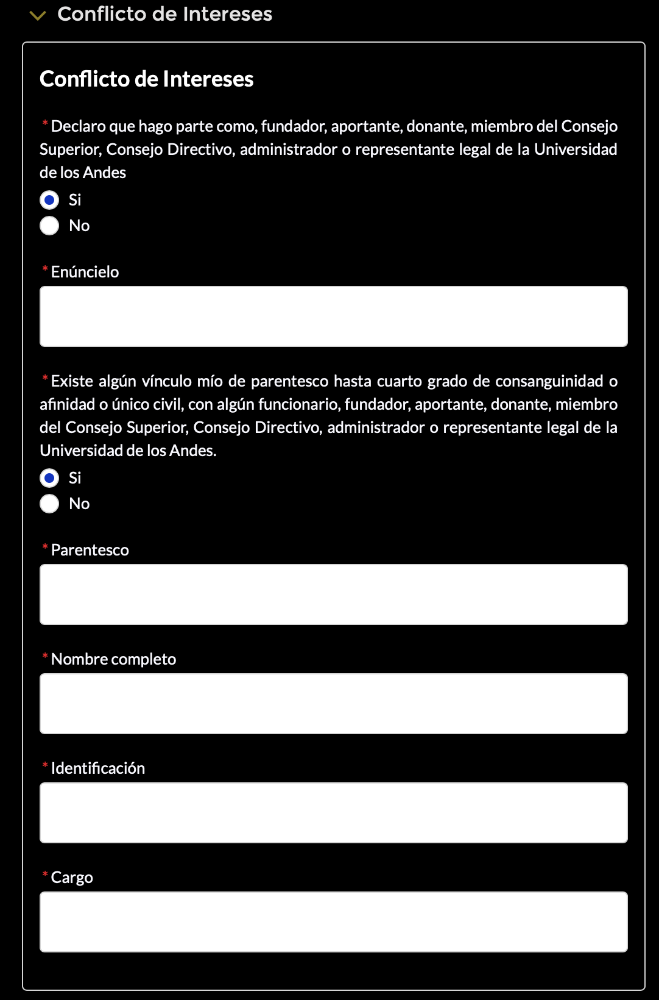 Conflicto de Intereses
Conflicto de Intereses
* Declaro que hago parte como, fundador, aportante, donante, miembro del Consejo
Superior, Consejo Directivo, administrador o representante legal de la Universidad
de los Andes
Si
No
* Enúncielo
* Existe algún vínculo mío de parentesco hasta cuarto grado de consanguinidad o
afinidad o único civil, con algún funcionario, fundador, aportante, donante, miembro
del Consejo Superior, Consejo Directivo, administrador o representante legal de la
Universidad de los Andes.
Si
No
* Parentesco
* Nombre completo
* Identificación
* Cargo